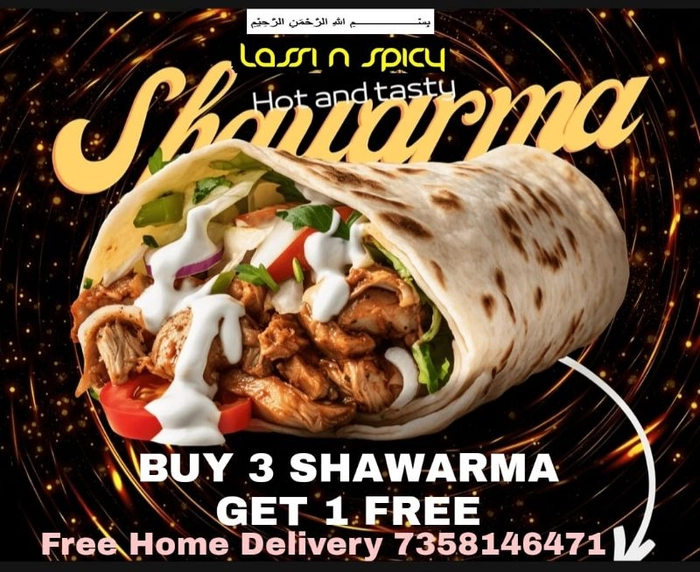 بِسْمِ اللهِ الرَّحْمَنِ الرَّحِيْمِ
Lassi n spicy
Hot and tasty
Shawarma
BUY 3 SHAWARMA
GET 1 FREE
Free Home Delivery 7358146471